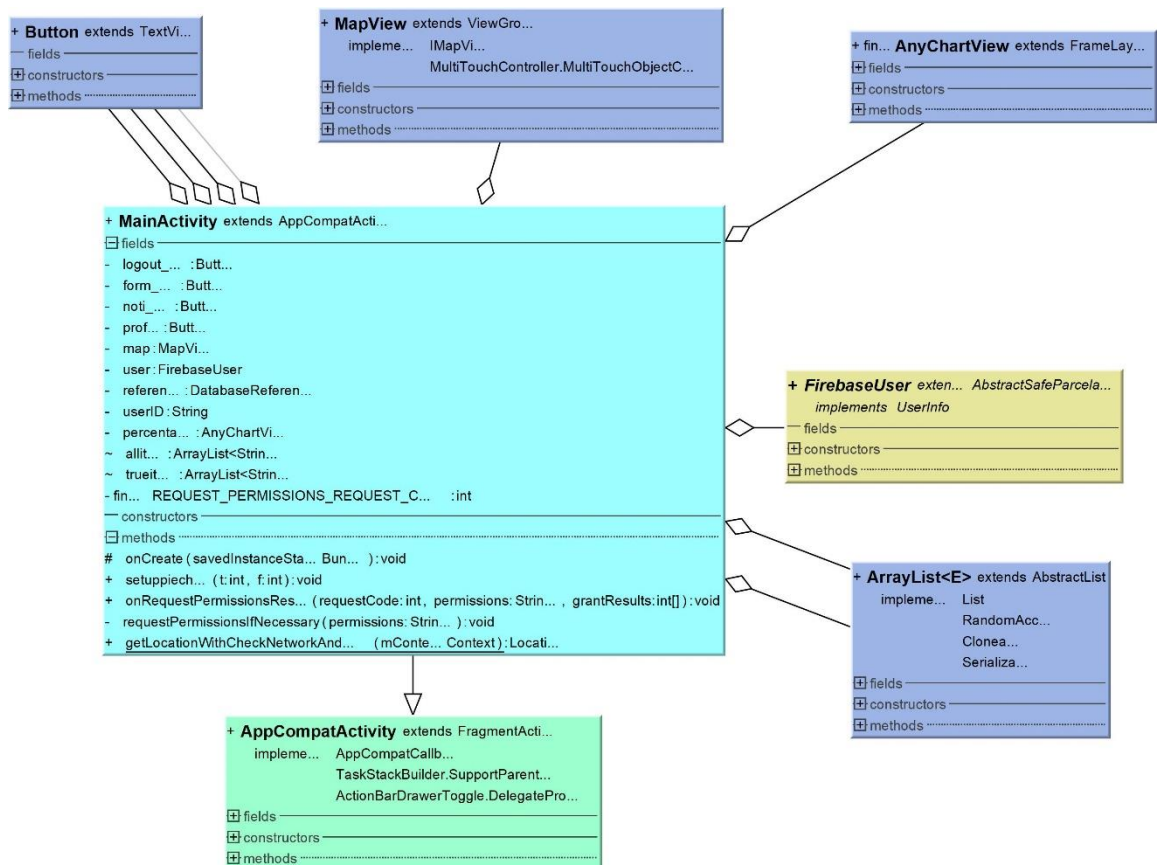 + Button extends TextVi...
fields
constructors
methods
+ MapView extends ViewGro...
impleme... IMapVi...
MultiTouchController.MultiTouchObjectC...
fields
constructors
methods
+ fin... AnyChartView extends FrameLay...
fields
constructors
methods
+ MainActivity extends AppCompatActi...
fields
- logout_... :Butt...
- form_... :Butt...
- noti_... :Butt...
- prof... :Butt...
- map:MapVi...
- user:FirebaseUser
- referen... :DatabaseReferen...
- userID:String
- percenta... :AnyChartVi...
~ allit... :ArrayList<Strin...
~ trueit... :ArrayList<Strin...
- fin... REQUEST_PERMISSIONS_REQUEST_C... :int
constructors
methods
# onCreate(savedInstanceSta... Bun... ):void
+ setuppiech... (t:int, f:int):void
+ onRequestPermissionsRes... (requestCode:int, permissions:Strin... , grantResults:int[]):void
- requestPermissionsIfNecessary(permissions:Strin... ):void
+ getLocationWithCheckNetworkAnd... (mConte... Context):Locati...
+ FirebaseUser exten... AbstractSafeParcela...
implements UserInfo
fields
constructors
methods
+ ArrayList<E> extends AbstractList
impleme... List
RandomAcc...
Clonea...
Serializa...
fields
constructors
methods
+ AppCompatActivity extends FragmentActi...
impleme... AppCompatCallb...
TaskStackBuilder.SupportParent...
ActionBarDrawerToggle.DelegatePro...
fields
constructors
methods